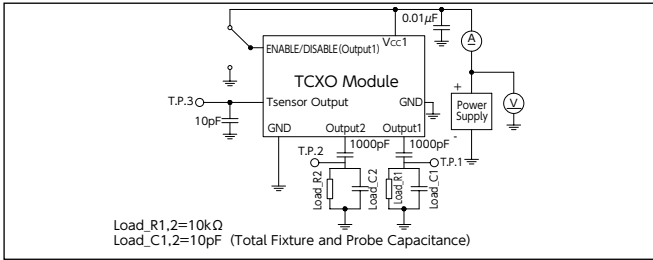 0.01μF
A
ENABLE/DISABLE(Output1)
Vcc1
TCXO Module
T.P.3
Tsensor Output
GND
+
Power
Supply
-
V
10pF
GND
Output2
Output1
1000pF
1000pF
T.P.2
T.P.1
Load_R2
Load_C2
Load_R1
Load_C1
Load_R1,2=10kΩ
Load_C1,2=10pF (Total Fixture and Probe Capacitance)